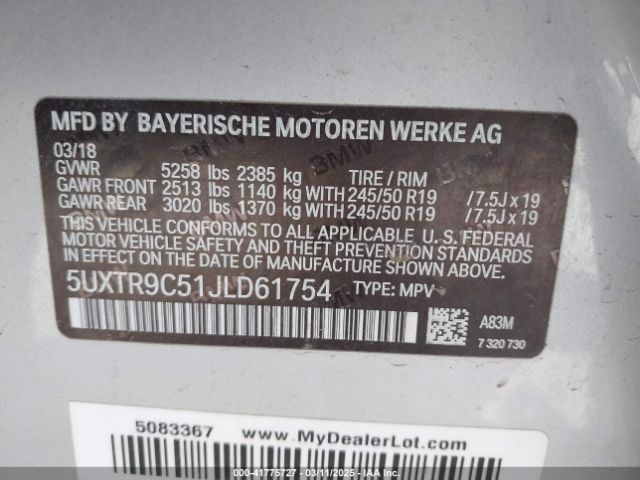 MFD BY BAYERISCHE MOTOREN WERKE AG
03/18
GVWR 5258 lbs 2385 kg TIRE / RIM
GAWR FRONT 2513 lbs 1140 kg WITH 245/50 R19 /7.5J x 19
GAWR REAR 3020 lbs 1370 kg WITH 245/50 R19 /7.5J x 19
THIS VEHICLE CONFORMS TO ALL APPLICABLE U. S. FEDERAL
MOTOR VEHICLE SAFETY AND THEFT PREVENTION STANDARDS
IN EFFECT ON THE DATE OF MANUFACTURE SHOWN ABOVE.
5UXTR9C51JLD61754 TYPE: MPV
A83M
7 320 730
5083367 www.MyDealerLot.com
000-41775727 - 03/11/2025 - IAA Inc.